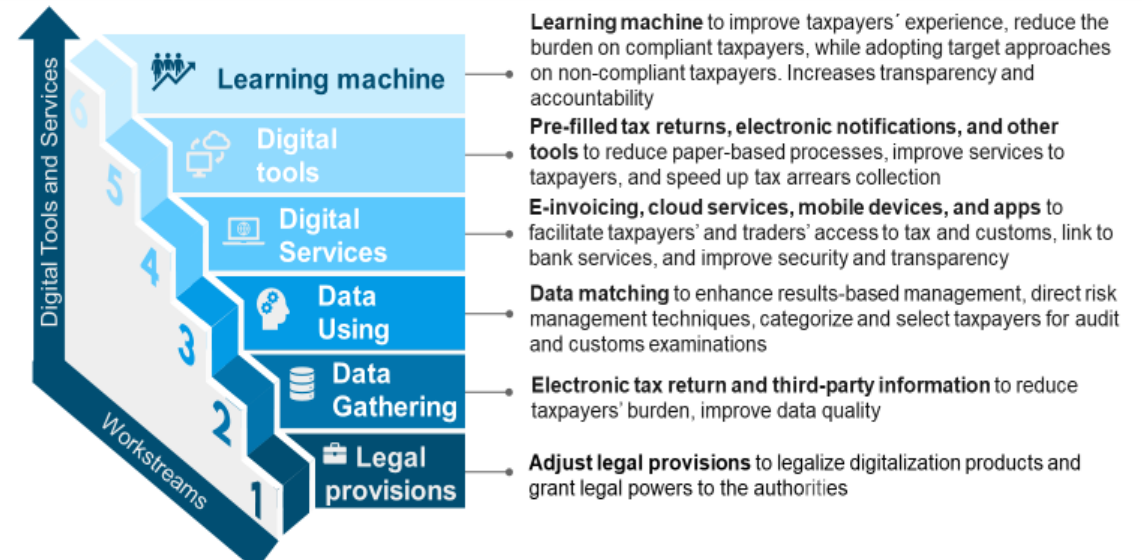 Digital Tools and Services
Workstreams
6
Learning machine
Learning machine to improve taxpayers´ experience, reduce the
burden on compliant taxpayers, while adopting target approaches
on non-compliant taxpayers. Increases transparency and
accountability
5
Digital
tools
Pre-filled tax returns, electronic notifications, and other
tools to reduce paper-based processes, improve services to
taxpayers, and speed up tax arrears collection
4
Digital
Services
E-invoicing, cloud services, mobile devices, and apps to
facilitate taxpayers’ and traders’ access to tax and customs, link to
bank services, and improve security and transparency
3
Data
Using
Data matching to enhance results-based management, direct risk
management techniques, categorize and select taxpayers for audit
and customs examinations
2
Data
Gathering
Electronic tax return and third-party information to reduce
taxpayers’ burden, improve data quality
1
Legal
provisions
Adjust legal provisions to legalize digitalization products and
grant legal powers to the authorities